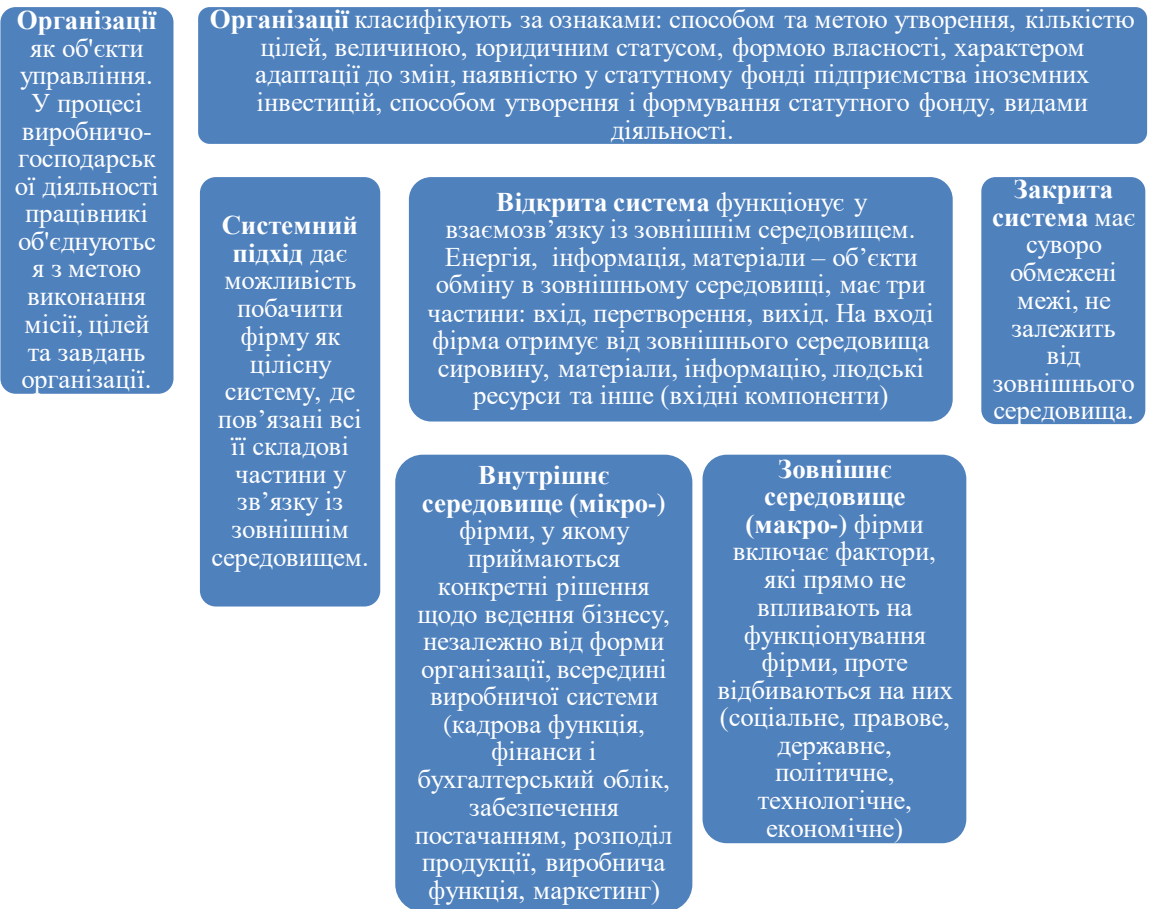 Організації
як об'єкти
управління.
У процесі
виробничо-
господарськ
ої діяльності
працівникі
об'єднуютьс
я з метою
виконання
місії, цілей
та завдань
організації.
Організації класифікують за ознаками: способом та метою утворення, кількістю
цілей, величиною, юридичним статусом, формою власності, характером
адаптації до змін, наявністю у статутному фонді підприємства іноземних
інвестицій, способом утворення і формування статутного фонду, видами
діяльності.
Системний
підхід дає
можливість
побачити
фірму як
цілісну
систему, де
пов’язані всі
її складові
частини у
зв’язку із
зовнішнім
середовищем.
Відкрита система функціонує у
взаємозв’язку із зовнішнім середовищем.
Енергія, інформація, матеріали – об’єкти
обміну в зовнішньому середовищі, має три
частини: вхід, перетворення, вихід. На вході
фірма отримує від зовнішнього середовища
сировину, матеріали, інформацію, людські
ресурси та інше (вхідні компоненти)
Закрита
система має
суворо
обмежені
межі, не
залежить
від
зовнішнього
середовища.
Внутрішнє
середовище (мікро-)
фірми, у якому
приймаються
конкретні рішення
щодо ведення бізнесу,
незалежно від форми
організації, всередині
виробничої системи
(кадрова функція,
фінанси і
бухгалтерський облік,
забезпечення
постачанням, розподіл
продукції, виробнича
функція, маркетинг)
Зовнішнє
середовище
(макро-) фірми
включає фактори,
які прямо не
впливають на
функціонування
фірми, проте
відбиваються на них
(соціальне, правове,
державне,
політичне,
технологічне,
економічне)